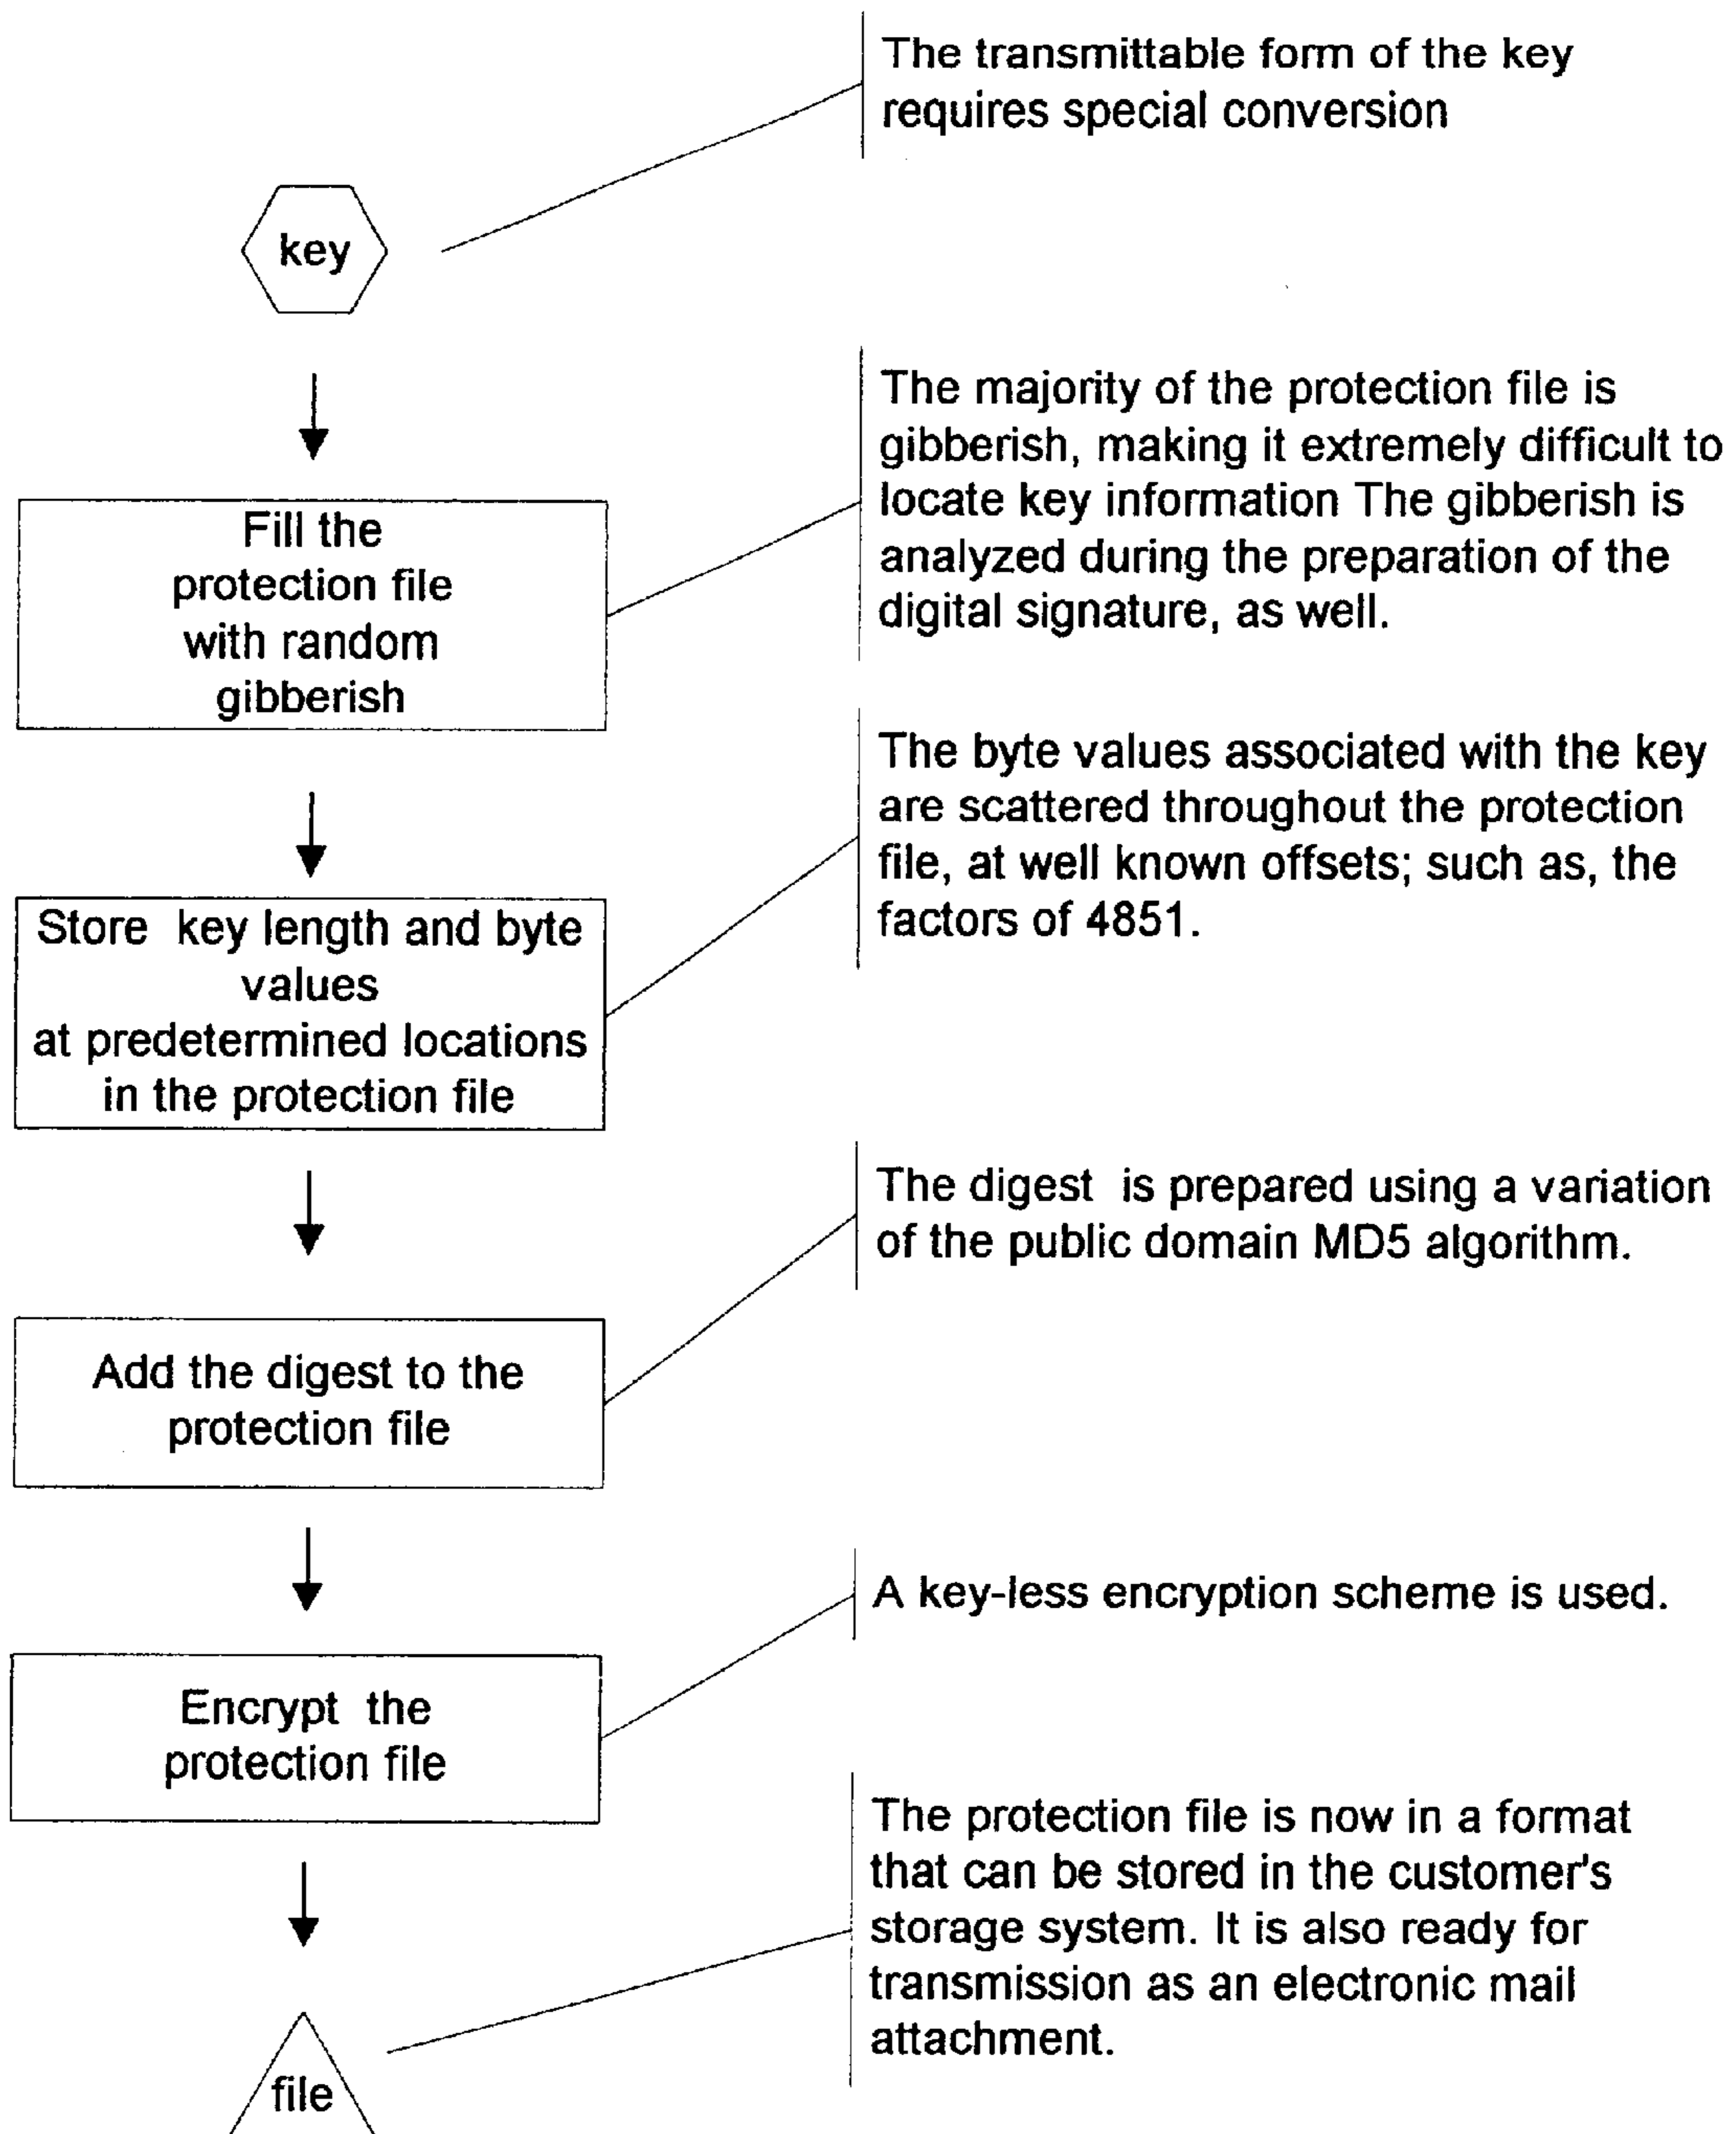 The transmittable form of the key
requires special conversion
key
The majority of the protection file is
gibberish, making it extremely difficult to
locate key information The gibberish is
analyzed during the preparation of the
digital signature, as well.
Fill the
protection file
with random
gibberish
The byte values associated with the key
are scattered throughout the protection
file, at well known offsets; such as, the
factors of 4851.
Store key length and byte
values
at predetermined locations
in the protection file
The digest is prepared using a variation
of the public domain MD5 algorithm.
Add the digest to the
protection file
A key-less encryption scheme is used.
Encrypt the
protection file
The protection file is now in a format
that can be stored in the customer's
storage system. It is also ready for
transmission as an electronic mail
attachment.
file